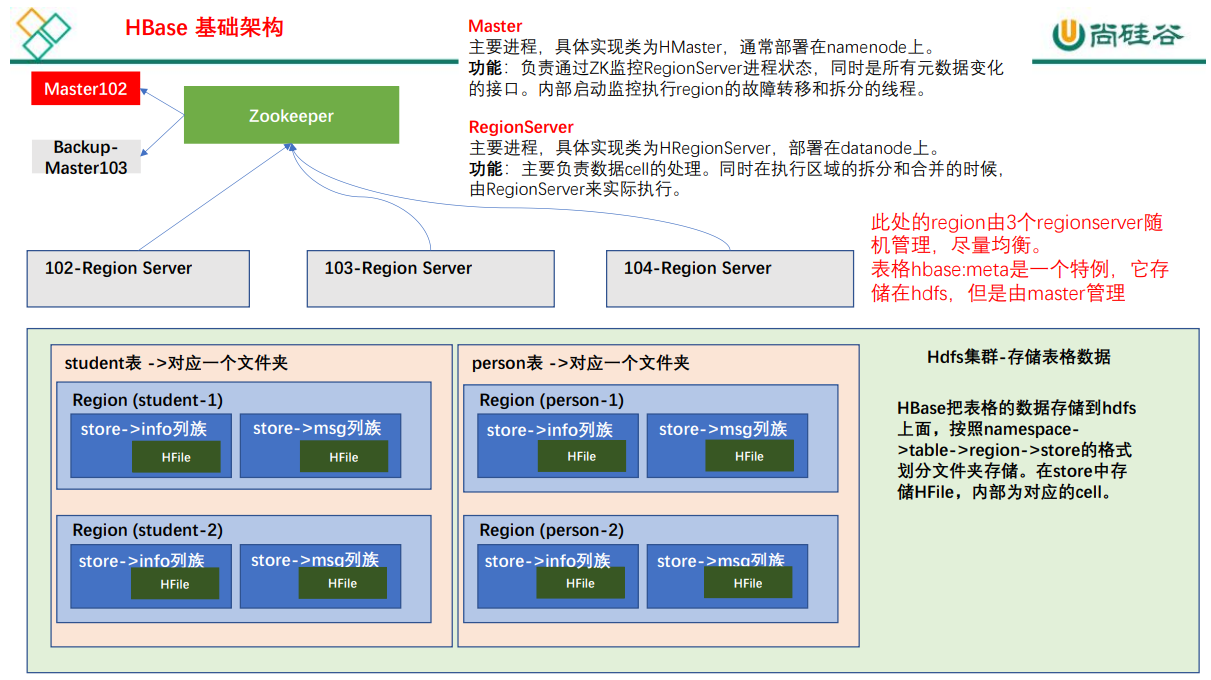 HBase 基础架构
尚硅谷
Master
主要进程，具体实现类为HMaster，通常部署在namenode上。
功能：负责通过ZK监控RegionServer进程状态，同时是所有元数据变化
的接口。内部启动监控执行region的故障转移和拆分的线程。
RegionServer
主要进程，具体实现类为HRegionServer，部署在datanode上。
功能：主要负责数据cell的处理。同时在执行区域的拆分和合并的时候，
由RegionServer来实际执行。
Master102
Zookeeper
Backup-
Master103
此处的region由3个regionserver随
机管理，尽量均衡。
表格hbase:meta是一个特例，它存
储在hdfs，但是由master管理
102-Region Server
103-Region Server
104-Region Server
student表 ->对应一个文件夹
Region (student-1)
store->info列族
HFile
store->msg列族
HFile
Region (student-2)
store->info列族
HFile
store->msg列族
HFile
person表 ->对应一个文件夹
Region (person-1)
store->info列族
HFile
store->msg列族
HFile
Region (person-2)
store->info列族
HFile
store->msg列族
HFile
Hdfs集群-存储表格数据
HBase把表格的数据存储到hdfs
上面，按照namespace-
>table->region->store的格式
划分文件夹存储。在store中存
储HFile，内部为对应的cell。